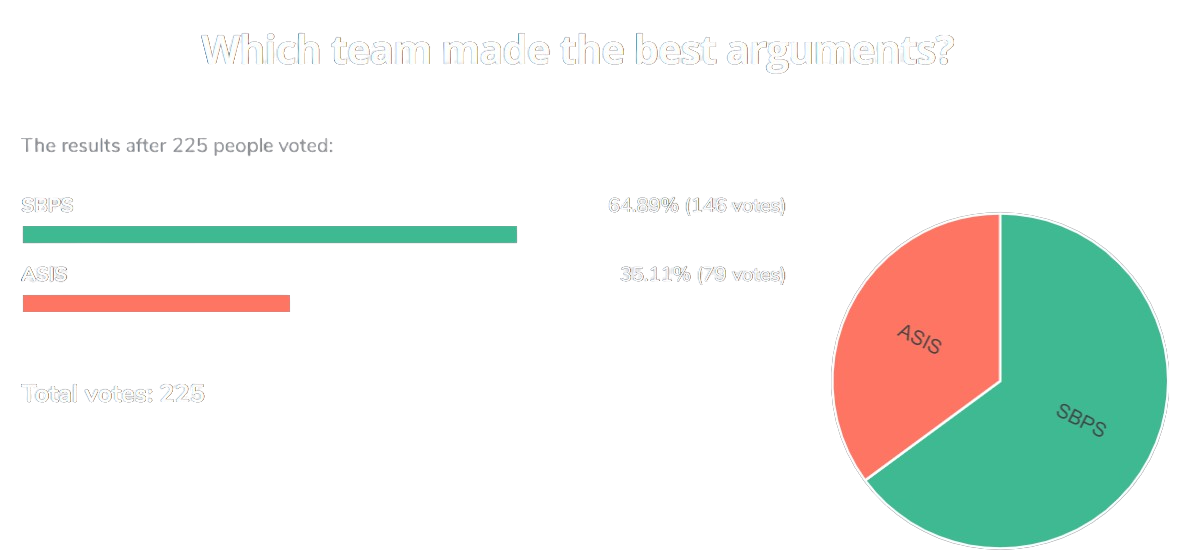 Which team made the best arguments?
The results after 225 people voted:
SBPS 64.89% (146 votes)
ASIS 35.11% (79 votes)
Total votes: 225
ASIS
SBPS